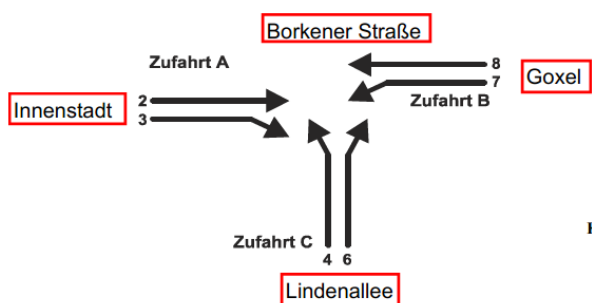 Borkener Straße
Zufahrt A
8
7
Goxel
Zufahrt B
Innenstadt
2
3
Zufahrt C
4 6
Lindenallee